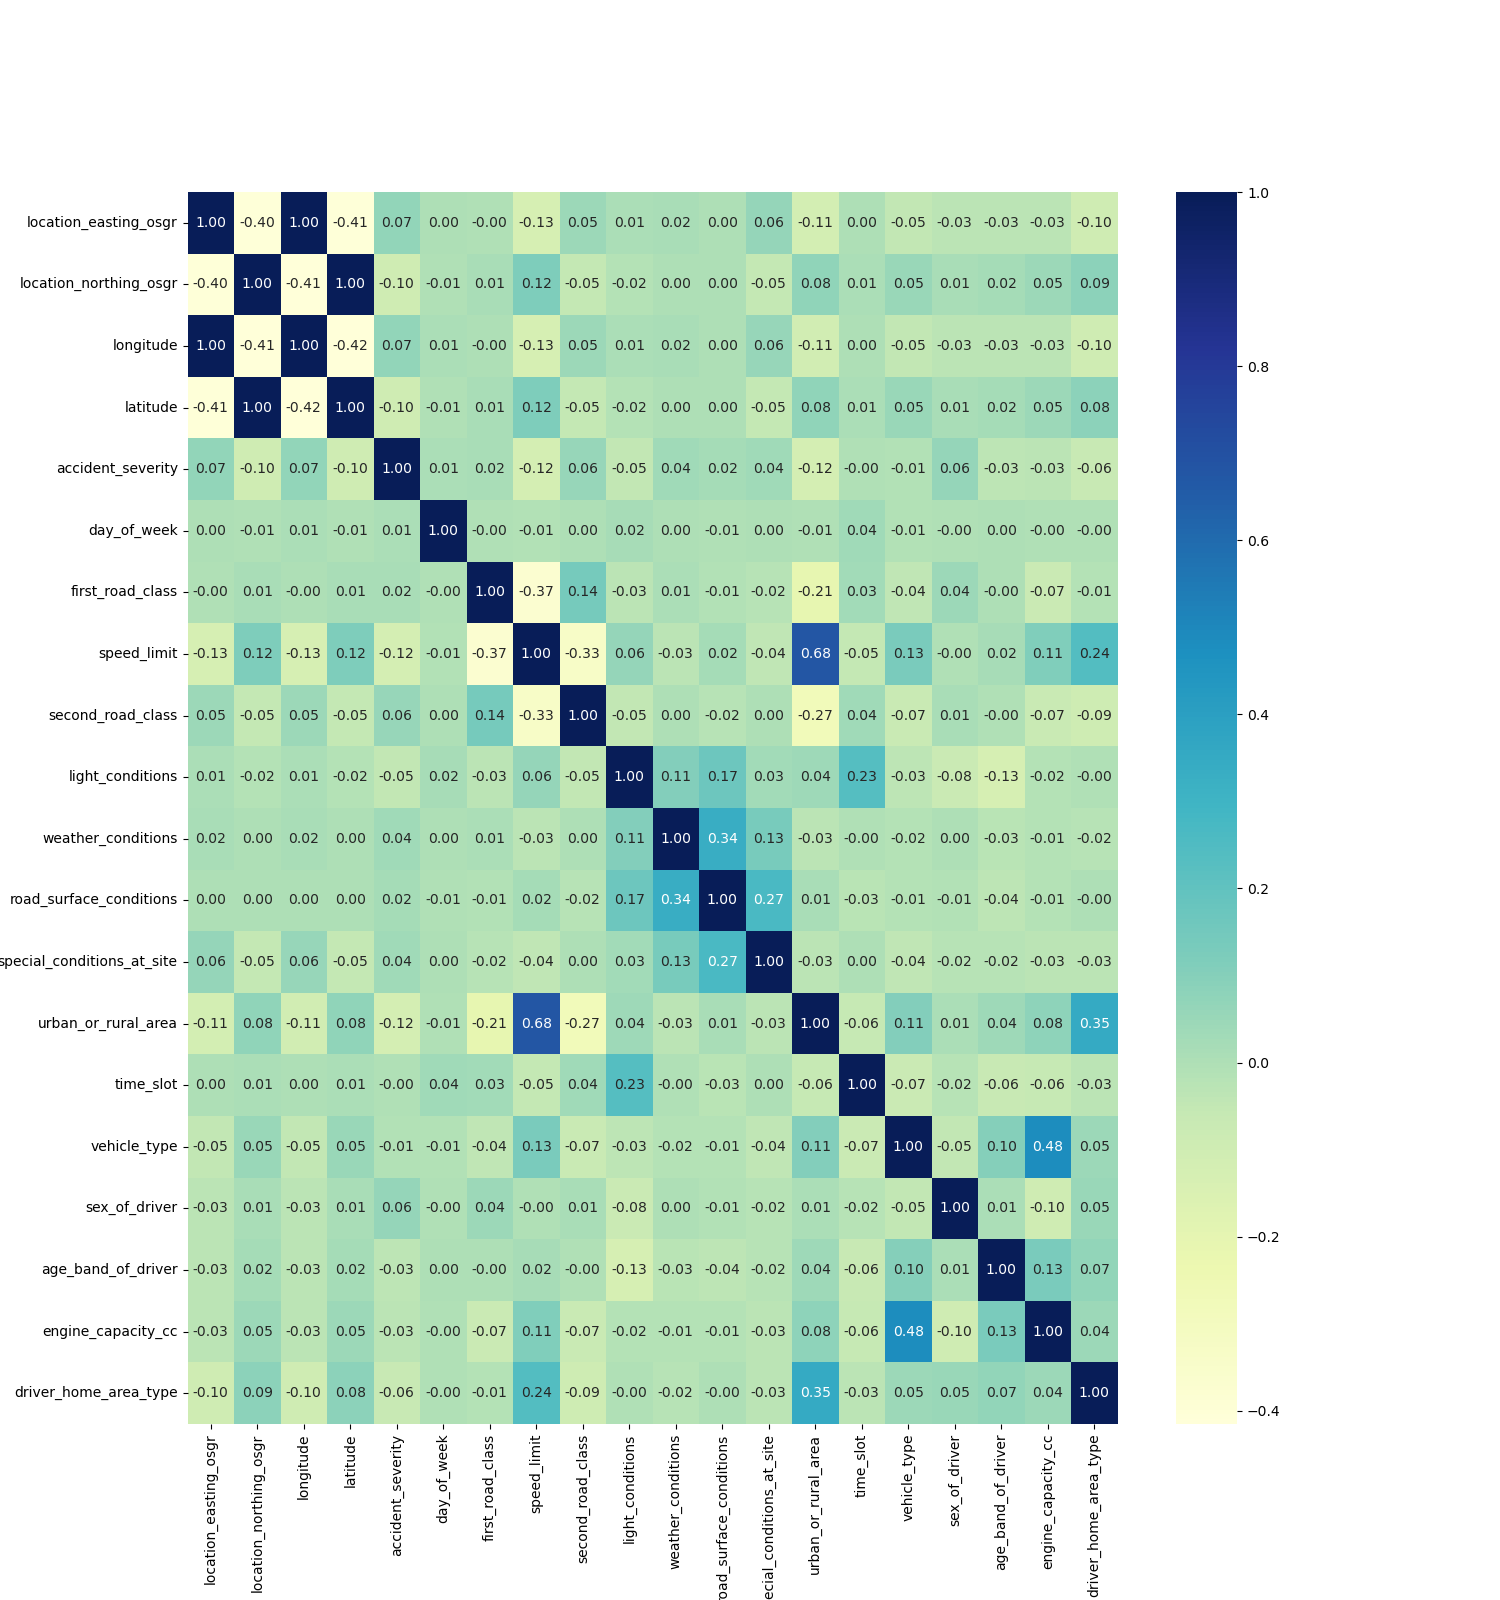 location_easting_osgr 1.00 -0.40 1.00 -0.41 0.07 0.00 -0.00 -0.13 0.05 0.01 0.02 0.00 0.06 -0.11 0.00 -0.05 -0.03 -0.03 -0.03 -0.10
location_northing_osgr -0.40 1.00 -0.41 1.00 -0.10 -0.01 0.01 0.12 -0.05 -0.02 0.00 0.00 -0.05 0.08 0.01 0.05 0.01 0.02 0.05 0.09
longitude 1.00 -0.41 1.00 -0.42 0.07 0.01 -0.00 -0.13 0.05 0.01 0.02 0.00 0.06 -0.11 0.00 -0.05 -0.03 -0.03 -0.03 -0.10
latitude -0.41 1.00 -0.42 1.00 -0.10 -0.01 0.01 0.12 -0.05 -0.02 0.00 0.00 -0.05 0.08 0.01 0.05 0.01 0.02 0.05 0.08
accident_severity 0.07 -0.10 0.07 -0.10 1.00 0.01 0.02 -0.12 0.06 -0.05 0.04 0.02 0.04 -0.12 -0.00 -0.01 0.06 -0.03 -0.03 -0.06
day_of_week 0.00 -0.01 0.01 -0.01 0.01 1.00 -0.00 -0.01 0.00 0.02 0.00 -0.01 0.00 -0.01 0.04 -0.01 -0.00 0.00 -0.00 -0.00
first_road_class -0.00 0.01 -0.00 0.01 0.02 -0.00 1.00 -0.37 0.14 -0.03 0.01 -0.01 -0.02 -0.21 0.03 -0.04 0.04 -0.00 -0.07 -0.01
speed_limit -0.13 0.12 -0.13 0.12 -0.12 -0.01 -0.37 1.00 -0.33 0.06 -0.03 0.02 -0.04 0.68 -0.05 0.13 -0.00 0.02 0.11 0.24
second_road_class 0.05 -0.05 0.05 -0.05 0.06 0.00 0.14 -0.33 1.00 -0.05 0.00 -0.02 0.00 -0.27 0.04 -0.07 0.01 -0.00 -0.07 -0.09
light_conditions 0.01 -0.02 0.01 -0.02 -0.05 0.02 -0.03 0.06 -0.05 1.00 0.11 0.17 0.03 0.04 0.23 -0.03 -0.08 -0.13 -0.02 -0.00
weather_conditions 0.02 0.00 0.02 0.00 0.04 0.00 0.01 -0.03 0.00 0.11 1.00 0.34 0.13 -0.03 -0.00 -0.02 0.00 -0.03 -0.01 -0.02
road_surface_conditions 0.00 0.00 0.00 0.00 0.02 -0.01 -0.01 0.02 -0.02 0.17 0.34 1.00 0.27 0.01 -0.03 -0.01 -0.01 -0.04 -0.01 -0.00
special_conditions_at_site 0.06 -0.05 0.06 -0.05 0.04 0.00 -0.02 -0.04 0.00 0.03 0.13 0.27 1.00 -0.03 0.00 -0.04 -0.02 -0.02 -0.03 -0.03
urban_or_rural_area -0.11 0.08 -0.11 0.08 -0.12 -0.01 -0.21 0.68 -0.27 0.04 -0.03 0.01 -0.03 1.00 -0.06 0.11 0.01 0.04 0.08 0.35
time_slot 0.00 0.01 0.00 0.01 -0.00 0.04 0.03 -0.05 0.04 0.23 -0.00 -0.03 0.00 -0.06 1.00 -0.07 -0.02 -0.06 -0.06 -0.03
vehicle_type -0.05 0.05 -0.05 0.05 -0.01 -0.01 -0.04 0.13 -0.07 -0.03 -0.02 -0.01 -0.04 0.11 -0.07 1.00 -0.05 0.10 0.48 0.05
sex_of_driver -0.03 0.01 -0.03 0.01 0.06 -0.00 0.04 -0.00 0.01 -0.08 0.00 -0.01 -0.02 0.01 -0.02 -0.05 1.00 0.01 -0.10 0.05
age_band_of_driver -0.03 0.02 -0.03 0.02 -0.03 0.00 -0.00 0.02 -0.00 -0.13 -0.03 -0.04 -0.02 0.04 -0.06 0.10 0.01 1.00 0.13 0.07
engine_capacity_cc -0.03 0.05 -0.03 0.05 -0.03 -0.00 -0.07 0.11 -0.07 -0.02 -0.01 -0.01 -0.03 0.08 -0.06 0.48 -0.10 0.13 1.00 0.04
driver_home_area_type -0.10 0.09 -0.10 0.08 -0.06 -0.00 -0.01 0.24 -0.09 -0.00 -0.02 -0.00 -0.03 0.35 -0.03 0.05 0.05 0.07 0.04 1.00
location_easting_osgr
location_northing_osgr
longitude
latitude
accident_severity
day_of_week
first_road_class
speed_limit
second_road_class
light_conditions
weather_conditions
road_surface_conditions
ecial_conditions_at_site
urban_or_rural_area
time_slot
vehicle_type
sex_of_driver
age_band_of_driver
engine_capacity_cc
driver_home_area_type
1.0
0.8
0.6
0.4
0.2
0.0
−0.2
−0.4